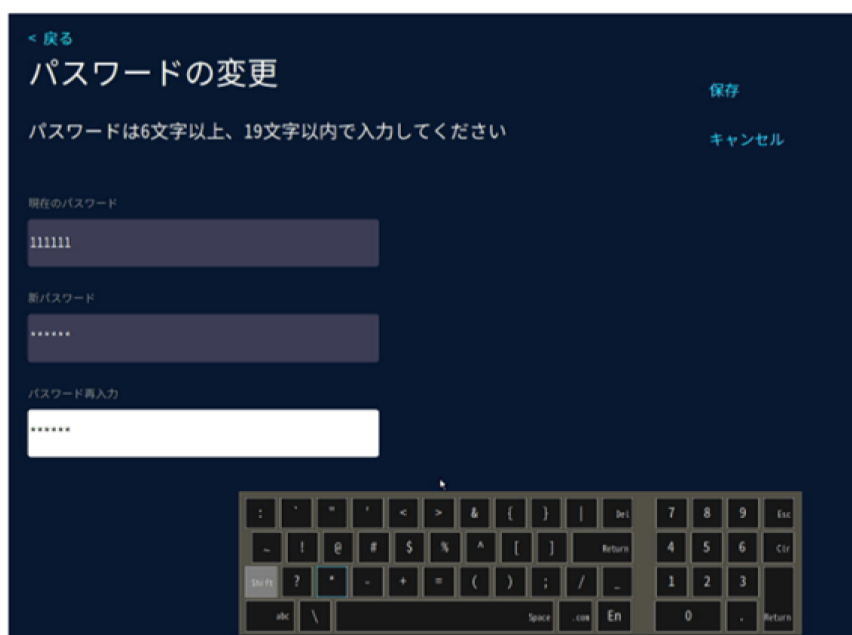 < 戻る
パスワードの変更
保存
パスワードは6文字以上、19文字以内で入力してください
キャンセル
現在のパスワード
111111
新パスワード
******
パスワード再入力
******
: ` " ' < > & { } | Del 7 8 9 Esc
~ ! @ # $ % ^ [ ] Return 4 5 6 Clr
Shift ? * - + = ( ) ; / _ 1 2 3
abc \ Space .com En 0 . Return